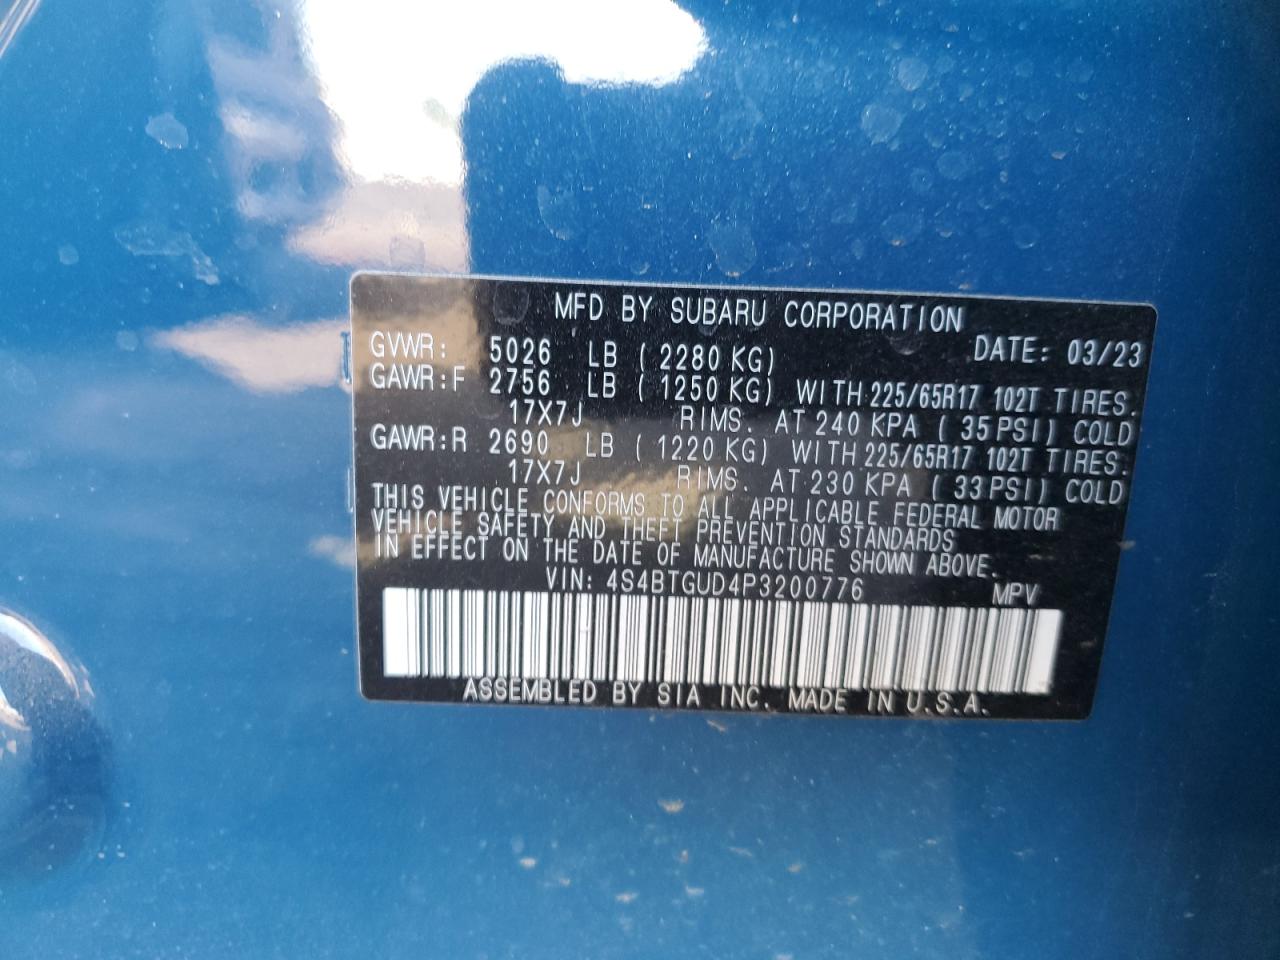 MFD BY SUBARU CORPORATION
GVWR: 5026 LB (2280 KG) DATE: 03/23
GAWR:F 2756 LB (1250 KG) WITH 225/65R17 102T TIRES.
17X7J RIMS. AT 240 KPA (35 PSI) COLD
GAWR:R 2690 LB (1220 KG) WITH 225/65R17 102T TIRES.
17X7J RIMS. AT 230 KPA (33 PSI) COLD
THIS VEHICLE CONFORMS TO ALL APPLICABLE FEDERAL MOTOR
VEHICLE SAFETY AND THEFT PREVENTION STANDARDS
IN EFFECT ON THE DATE OF MANUFACTURE SHOWN ABOVE.
VIN: 4S4BTGUD4P3200776 MPV
ASSEMBLED BY SIA INC. MADE IN U.S.A.